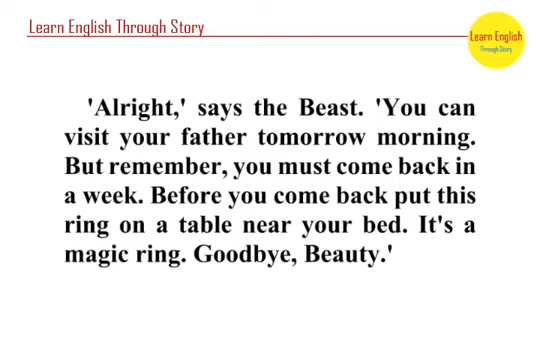 Learn English Through Story
Learn English
Through Story
'Alright,' says the Beast. 'You can
visit your father tomorrow morning.
But remember, you must come back in
a week. Before you come back put this
ring on a table near your bed. It's a
magic ring. Goodbye, Beauty.'